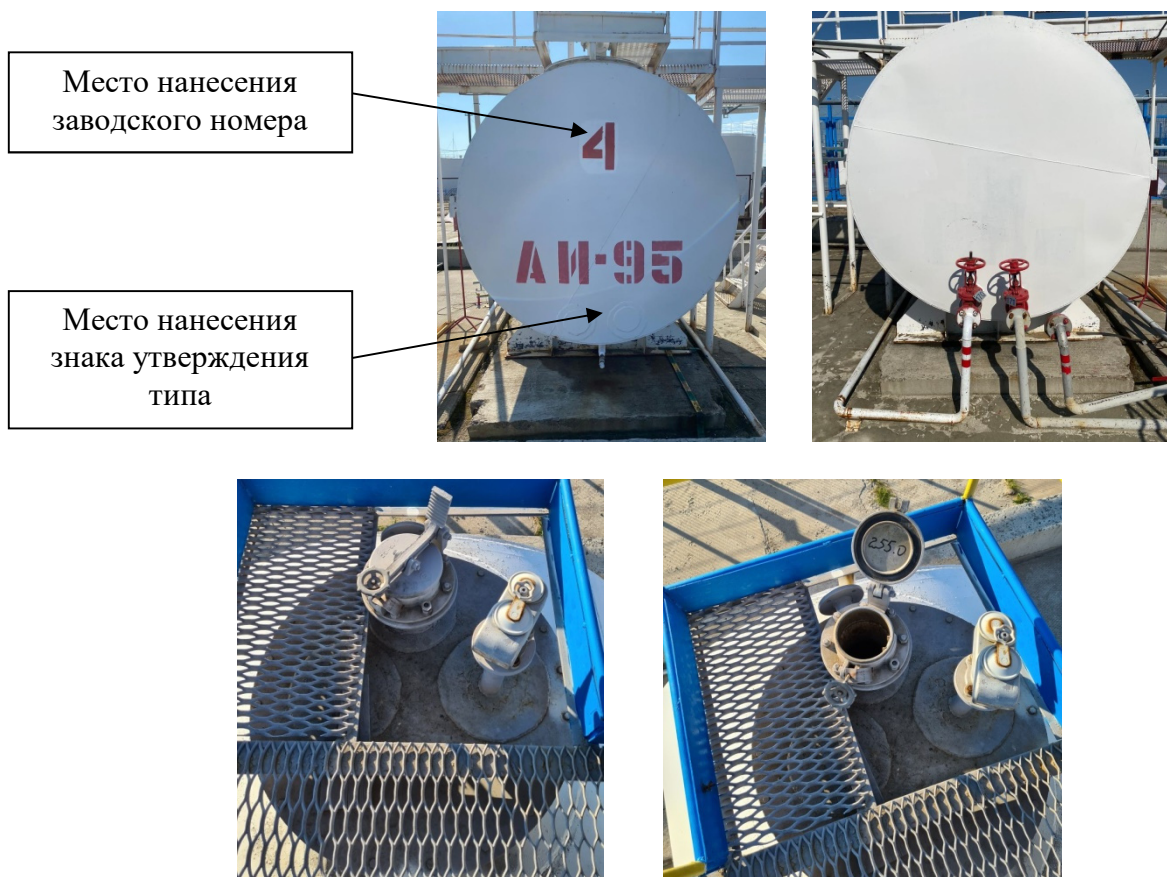 Место нанесения
заводского номера
4
АИ-95
Место нанесения
знака утверждения
типа
255.0